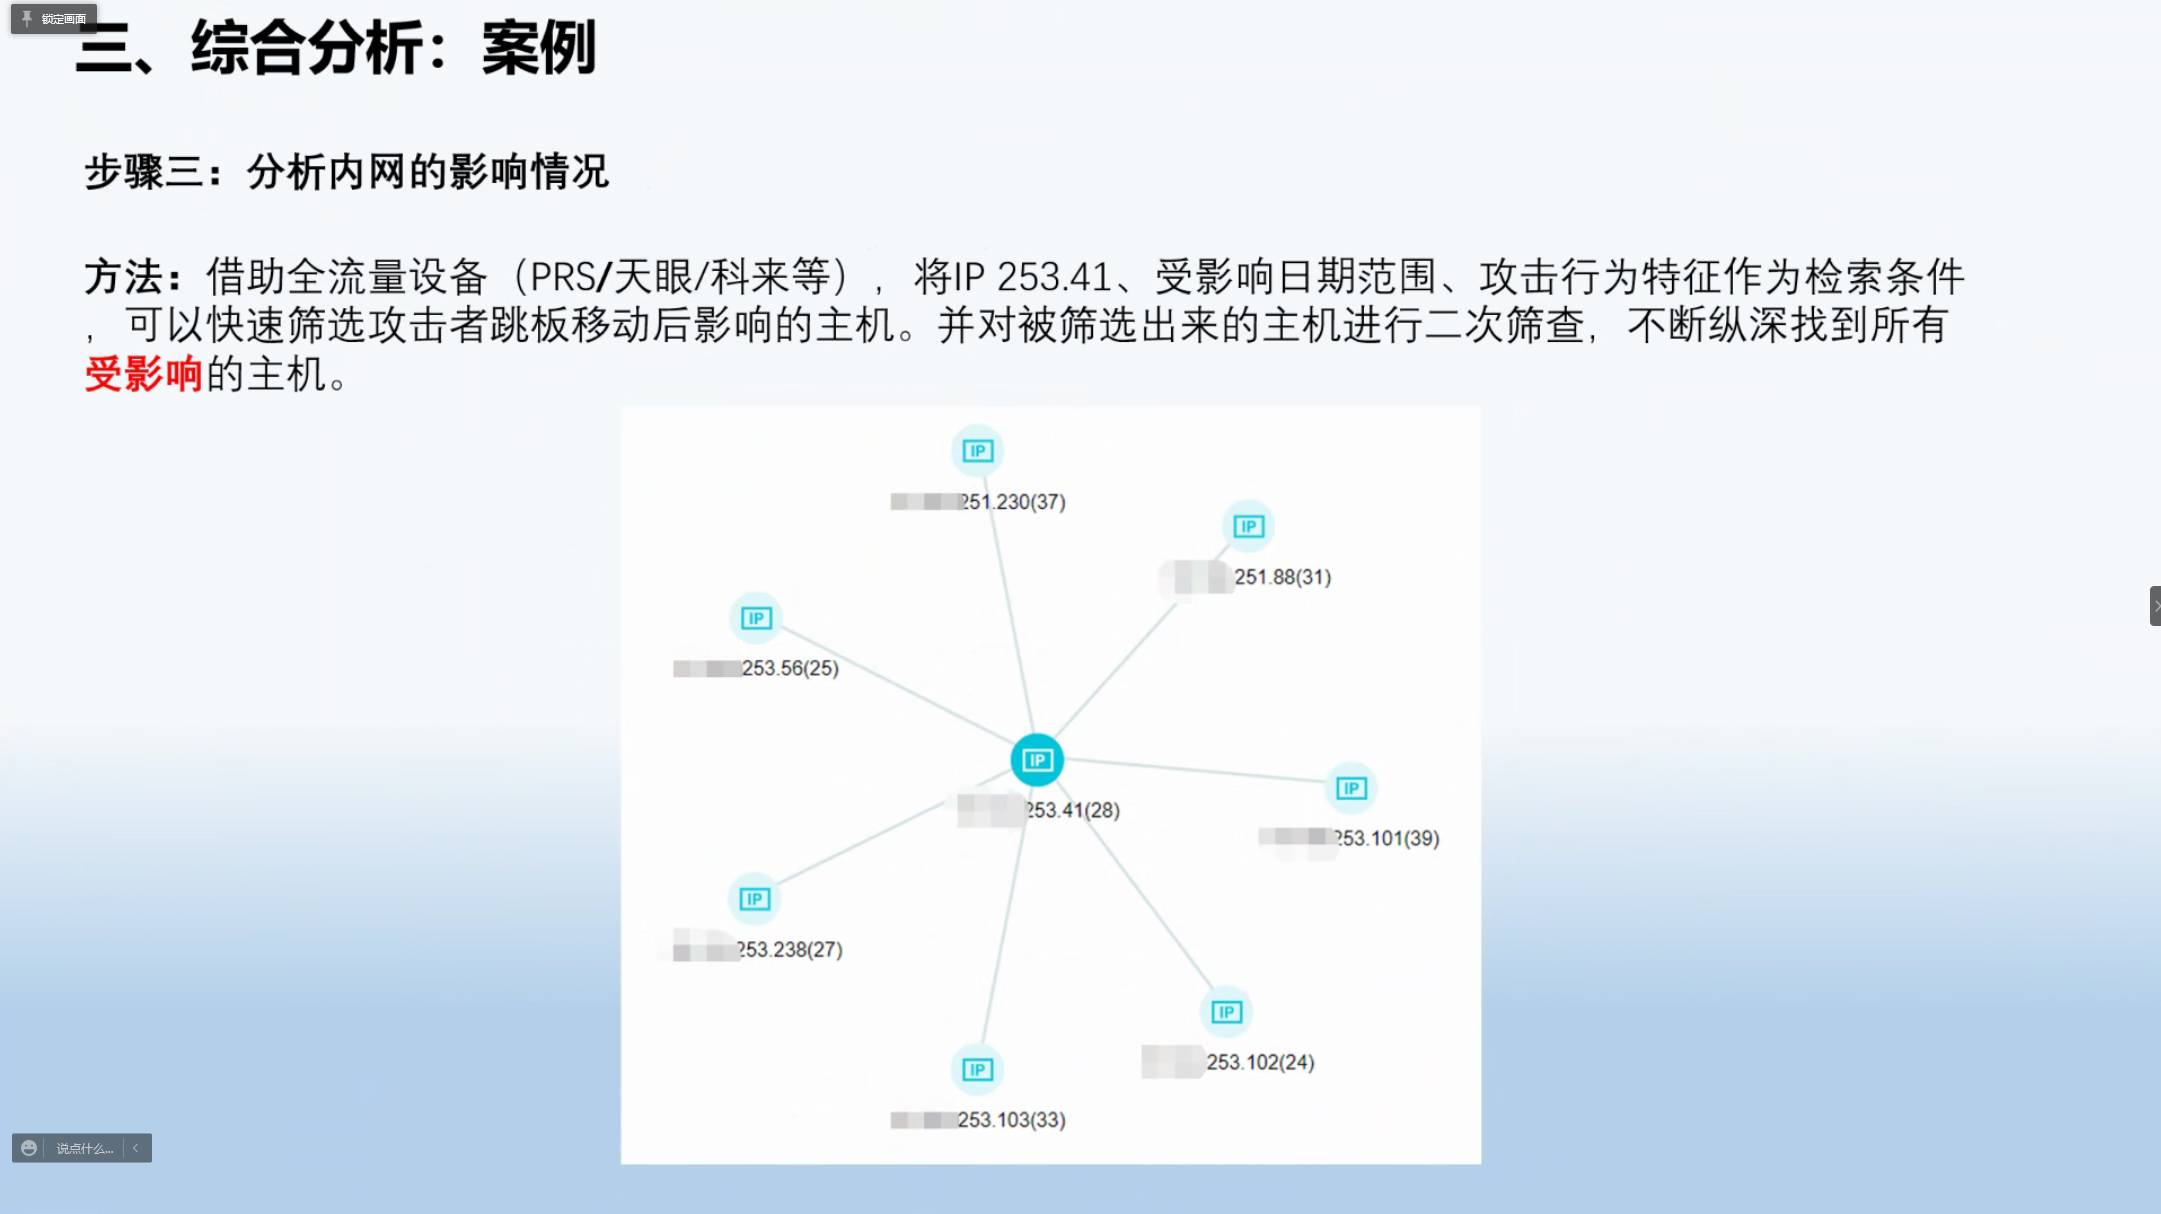 锁定画面
三、综合分析：案例
步骤三：分析内网的影响情况
方法：借助全流量设备（PRS/天眼/科来等），将IP 253.41、受影响日期范围、攻击行为特征作为检索条件
，可以快速筛选攻击者跳板移动后影响的主机。并对被筛选出来的主机进行二次筛查，不断纵深找到所有
受影响的主机。
IP
251.230(37)
IP
251.88(31)
IP
253.56(25)
IP
253.41(28)
IP
253.101(39)
IP
253.238(27)
IP
253.102(24)
IP
253.103(33)
说点什么...